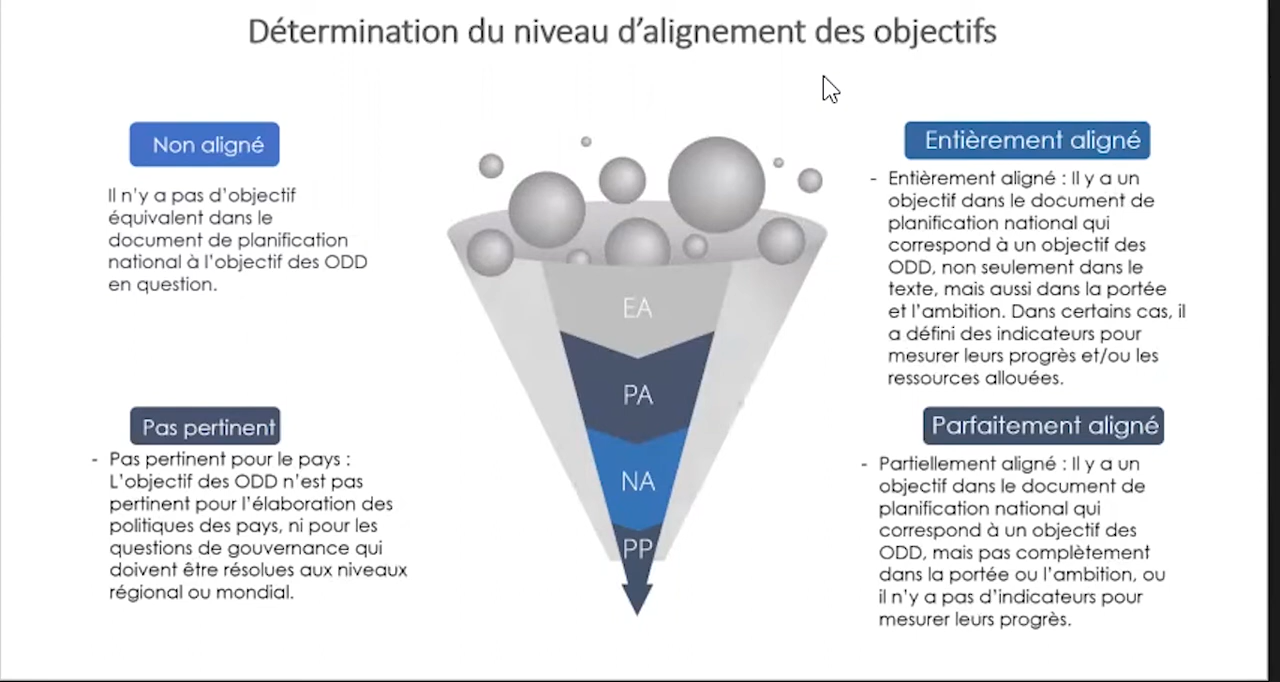 Détermination du niveau d’alignement des objectifs
Non aligné
Il n’y a pas d’objectif
équivalent dans le
document de planification
national à l’objectif des ODD
en question.
Pas pertinent
- Pas pertinent pour le pays :
L’objectif des ODD n’est pas
pertinent pour l’élaboration des
politiques des pays, ni pour les
questions de gouvernance qui
doivent être résolues aux niveaux
régional ou mondial.
EA
PA
NA
PP
Entièrement aligné
- Entièrement aligné : Il y a un
objectif dans le document de
planification national qui
correspond à un objectif des
ODD, non seulement dans le
texte, mais aussi dans la portée
et l’ambition. Dans certains cas, il
a défini des indicateurs pour
mesurer leurs progrès et/ou les
ressources allouées.
Parfaitement aligné
- Partiellement aligné : Il y a un
objectif dans le document de
planification national qui
correspond à un objectif des
ODD, mais pas complètement
dans la portée ou l’ambition, ou
il n’y a pas d’indicateurs pour
mesurer leurs progrès.